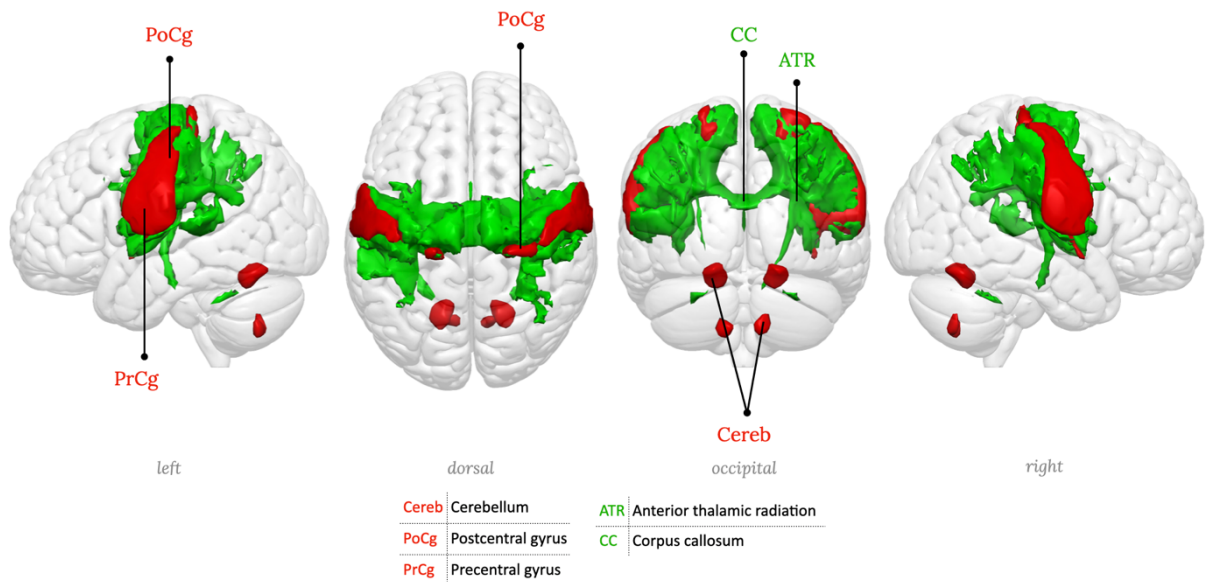 PoCg
PoCg
CC
ATR
PrCg
Cereb
left
dorsal
occipital
right
Cereb Cerebellum
PoCg Postcentral gyrus
PrCg Precentral gyrus
ATR Anterior thalamic radiation
CC Corpus callosum